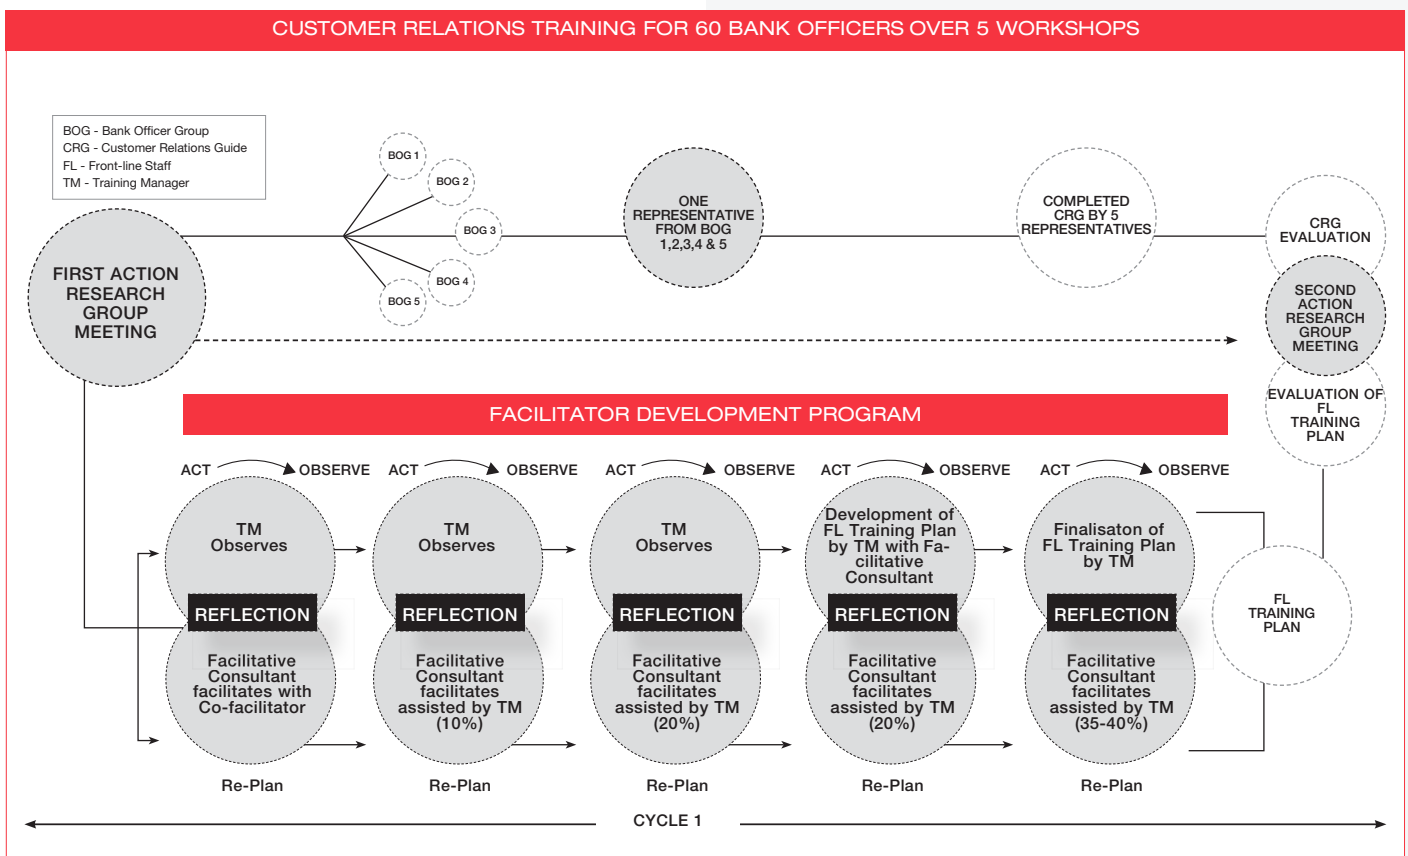 CUSTOMER RELATIONS TRAINING FOR 60 BANK OFFICERS OVER 5 WORKSHOPS
BOG - Bank Officer Group
CRG - Customer Relations Guide
FL - Front-line Staff
TM - Training Manager
FIRST ACTION
RESEARCH
GROUP
MEETING
BOG 1
BOG 2
BOG 3
BOG 4
BOG 5
ONE
REPRESENTATIVE
FROM BOG
1,2,3,4 & 5
COMPLETED
CRG BY 5
REPRESENTATIVES
CRG
EVALUATION
SECOND
ACTION
RESEARCH
GROUP
MEETING
EVALUATION OF
FL
TRAINING
PLAN
FACILITATOR DEVELOPMENT PROGRAM
ACT
OBSERVE
TM
Observes
REFLECTION
Facilitative
Consultant
facilitates with
Co-facilitator
Re-Plan
ACT
OBSERVE
TM
Observes
REFLECTION
Facilitative
Consultant
facilitates
assisted by TM
(10%)
Re-Plan
ACT
OBSERVE
TM
Observes
REFLECTION
Facilitative
Consultant
facilitates
assisted by TM
(20%)
Re-Plan
ACT
OBSERVE
Development of
FL Training Plan
by TM with Fa-
cilitative
Consultant
REFLECTION
Facilitative
Consultant
facilitates
assisted by TM
(20%)
Re-Plan
ACT
OBSERVE
Finalisaton of
FL Training Plan
by TM
REFLECTION
Facilitative
Consultant
facilitates
assisted by TM
(35-40%)
Re-Plan
FL
TRAINING
PLAN
CYCLE 1